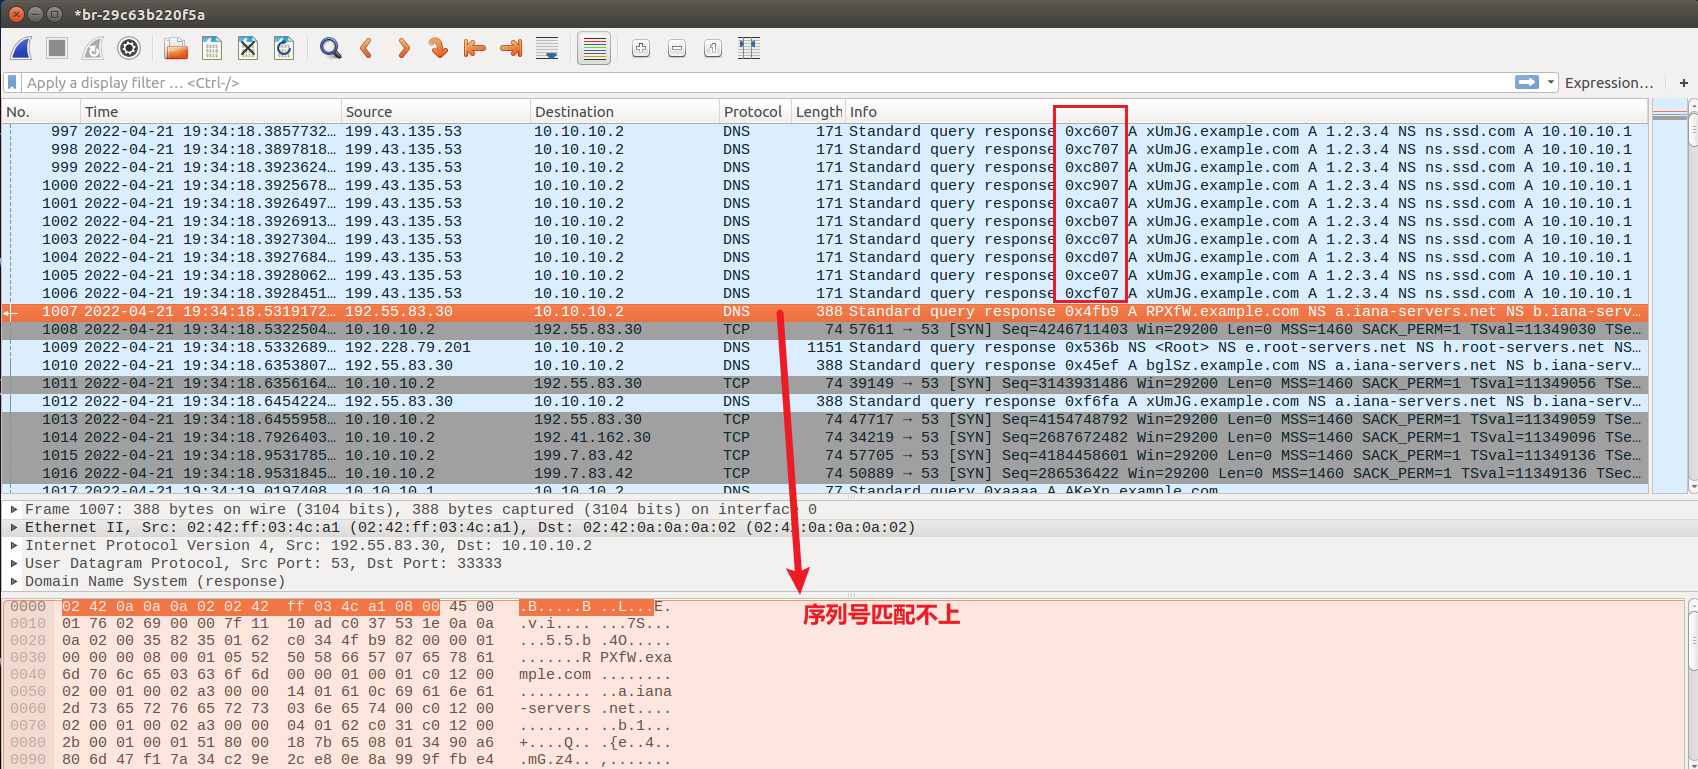 *br-29c63b220f5a
Apply a display filter ... <Ctrl-/>
Expression... +
No. Time Source Destination Protocol Length Info
997 2022-04-21 19:34:18.3857732... 199.43.135.53 10.10.10.2 DNS 171 Standard query response 0xc607 A xUmJG.example.com A 1.2.3.4 NS ns.ssd.com A 10.10.10.1
998 2022-04-21 19:34:18.3897818... 199.43.135.53 10.10.10.2 DNS 171 Standard query response 0xc707 A xUmJG.example.com A 1.2.3.4 NS ns.ssd.com A 10.10.10.1
999 2022-04-21 19:34:18.3923624... 199.43.135.53 10.10.10.2 DNS 171 Standard query response 0xc807 A xUmJG.example.com A 1.2.3.4 NS ns.ssd.com A 10.10.10.1
1000 2022-04-21 19:34:18.3925678... 199.43.135.53 10.10.10.2 DNS 171 Standard query response 0xc907 A xUmJG.example.com A 1.2.3.4 NS ns.ssd.com A 10.10.10.1
1001 2022-04-21 19:34:18.3926497... 199.43.135.53 10.10.10.2 DNS 171 Standard query response 0xca07 A xUmJG.example.com A 1.2.3.4 NS ns.ssd.com A 10.10.10.1
1002 2022-04-21 19:34:18.3926913... 199.43.135.53 10.10.10.2 DNS 171 Standard query response 0xcb07 A xUmJG.example.com A 1.2.3.4 NS ns.ssd.com A 10.10.10.1
1003 2022-04-21 19:34:18.3927304... 199.43.135.53 10.10.10.2 DNS 171 Standard query response 0xcc07 A xUmJG.example.com A 1.2.3.4 NS ns.ssd.com A 10.10.10.1
1004 2022-04-21 19:34:18.3927684... 199.43.135.53 10.10.10.2 DNS 171 Standard query response 0xcd07 A xUmJG.example.com A 1.2.3.4 NS ns.ssd.com A 10.10.10.1
1005 2022-04-21 19:34:18.3928062... 199.43.135.53 10.10.10.2 DNS 171 Standard query response 0xce07 A xUmJG.example.com A 1.2.3.4 NS ns.ssd.com A 10.10.10.1
1006 2022-04-21 19:34:18.3928451... 199.43.135.53 10.10.10.2 DNS 171 Standard query response 0xcf07 A xUmJG.example.com A 1.2.3.4 NS ns.ssd.com A 10.10.10.1
1007 2022-04-21 19:34:18.5319172... 192.55.83.30 10.10.10.2 DNS 388 Standard query response 0x4fb9 A RPXfW.example.com NS a.iana-servers.net NS b.iana-serv...
1008 2022-04-21 19:34:18.5322504... 10.10.10.2 192.55.83.30 TCP 74 57611 → 53 [SYN] Seq=4246711403 Win=29200 Len=0 MSS=1460 SACK_PERM=1 TSval=11349030 TSe...
1009 2022-04-21 19:34:18.5332689... 192.228.79.201 10.10.10.2 DNS 1151 Standard query response 0x536b NS <Root> NS e.root-servers.net NS h.root-servers.net NS...
1010 2022-04-21 19:34:18.6353807... 192.55.83.30 10.10.10.2 DNS 388 Standard query response 0x45ef A bglSz.example.com NS a.iana-servers.net NS b.iana-serv...
1011 2022-04-21 19:34:18.6356164... 10.10.10.2 192.55.83.30 TCP 74 39149 → 53 [SYN] Seq=3143931486 Win=29200 Len=0 MSS=1460 SACK_PERM=1 TSval=11349056 TSe...
1012 2022-04-21 19:34:18.6454224... 192.55.83.30 10.10.10.2 DNS 388 Standard query response 0xf6fa A xUmJG.example.com NS a.iana-servers.net NS b.iana-serv...
1013 2022-04-21 19:34:18.6455958... 10.10.10.2 192.55.83.30 TCP 74 47717 → 53 [SYN] Seq=4154748792 Win=29200 Len=0 MSS=1460 SACK_PERM=1 TSval=11349059 TSe...
1014 2022-04-21 19:34:18.7926403... 10.10.10.2 192.41.162.30 TCP 74 34219 → 53 [SYN] Seq=2687672482 Win=29200 Len=0 MSS=1460 SACK_PERM=1 TSval=11349096 TSe...
1015 2022-04-21 19:34:18.9531785... 10.10.10.2 199.7.83.42 TCP 74 57705 → 53 [SYN] Seq=4184458601 Win=29200 Len=0 MSS=1460 SACK_PERM=1 TSval=11349136 TSe...
1016 2022-04-21 19:34:18.9531845... 10.10.10.2 199.7.83.42 TCP 74 50889 → 53 [SYN] Seq=286536422 Win=29200 Len=0 MSS=1460 SACK_PERM=1 TSval=11349136 TSec...
1017 2022-04-21 19:34:19.0197408... 10.10.10.1 10.10.10.2 DNS 77 Standard query 0xaaaa A AKeXp.example.com
Frame 1007: 388 bytes on wire (3104 bits), 388 bytes captured (3104 bits) on interface 0
Ethernet II, Src: 02:42:ff:03:4c:a1 (02:42:ff:03:4c:a1), Dst: 02:42:0a:0a:0a:02 (02:42:0a:0a:0a:02)
Internet Protocol Version 4, Src: 192.55.83.30, Dst: 10.10.10.2
User Datagram Protocol, Src Port: 53, Dst Port: 33333
Domain Name System (response)
序列号匹配不上
0000 02 42 0a 0a 0a 02 02 42 ff 03 4c a1 08 00 45 00 .B.....B ..L...E.
0010 01 76 02 69 00 00 7f 11 10 ad c0 37 53 1e 0a 0a .v.i.... ...7S...
0020 0a 02 00 35 82 35 01 62 c0 34 4f b9 82 00 00 01 ...5.5.b .4O.....
0030 00 00 00 08 00 01 05 52 50 58 66 57 07 65 78 61 .......R PXfW.exa
0040 6d 70 6c 65 03 63 6f 6d 00 00 01 00 01 c0 12 00 mple.com ........
0050 02 00 01 00 02 a3 00 00 14 01 61 0c 69 61 6e 61 ........ ..a.iana
0060 2d 73 65 72 76 65 72 73 03 6e 65 74 00 c0 12 00 -servers .net....
0070 02 00 01 00 02 a3 00 00 04 01 62 c0 31 c0 12 00 ........ ..b.1...
0080 2b 00 01 00 01 51 80 00 18 7b 65 08 01 34 90 a6 +....Q.. .{e..4..
0090 80 6d 47 f1 7a 34 c2 9e 2c e8 0e 8a 99 9f fb e4 .mG.z4.. ,.......